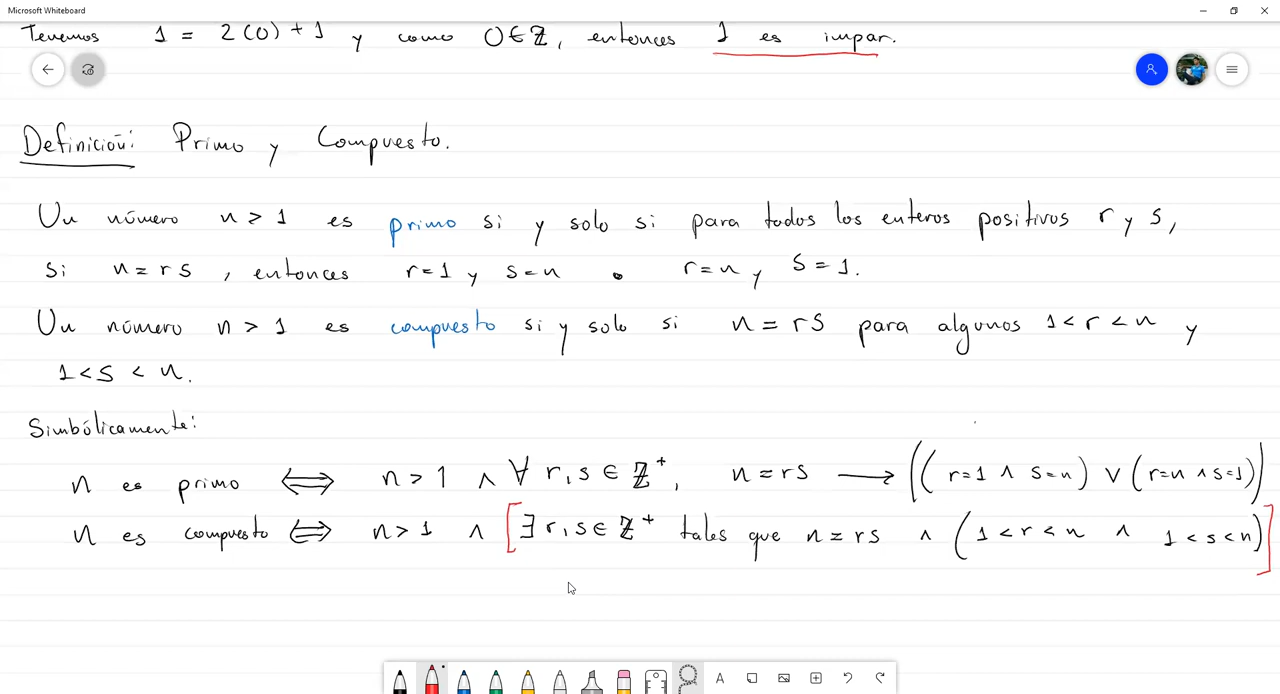 Microsoft Whiteboard
Tenemos 1 = 2(0) + 1 y como 0 ∈ ℤ, entonces 1 es impar.
Definición: Primo y Compuesto.
Un número n > 1 es primo si y solo si para todos los enteros positivos r y s,
si n = rs, entonces r = 1 y s = n o r = n y s = 1.
Un número n > 1 es compuesto si y solo si n = rs para algunos 1 < r < n y
1 < s < n.
Simbólicamente:
n es primo ⟺ n > 1 ∧ ∀ r, s ∈ ℤ⁺, n = rs ⟶ ((r = 1 ∧ s = n) ∨ (r = n ∧ s = 1))
n es compuesto ⟺ n > 1 ∧ [∃ r, s ∈ ℤ⁺ tales que n = rs ∧ (1 < r < n ∧ 1 < s < n)]
A